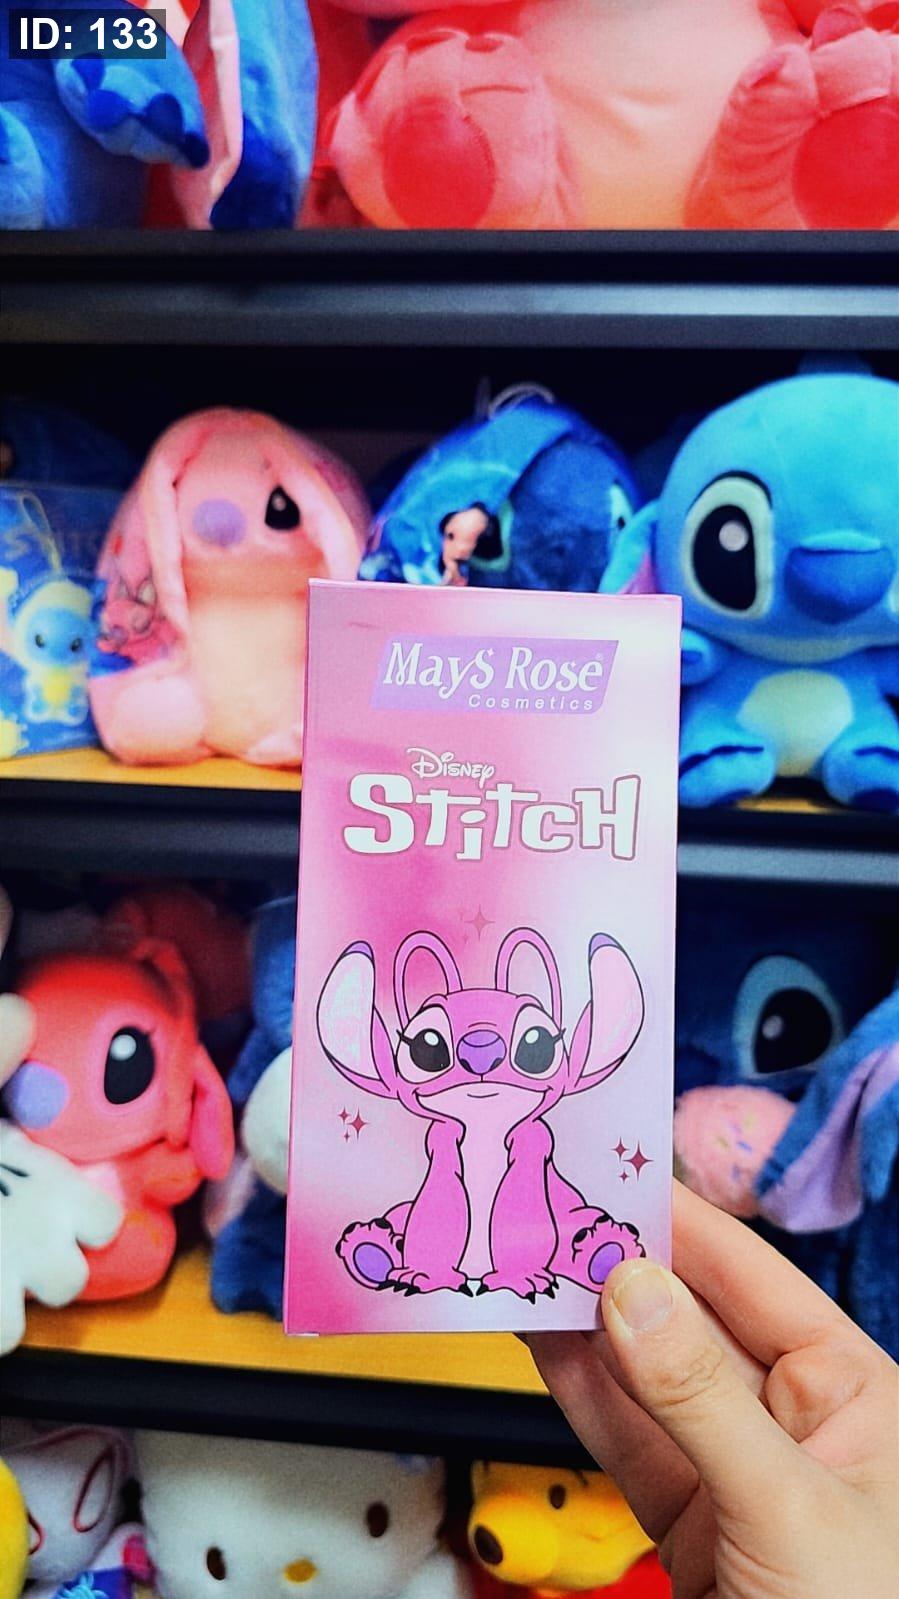 ID: 133
MayS Rose®
Cosmetics
Disney
Stitch